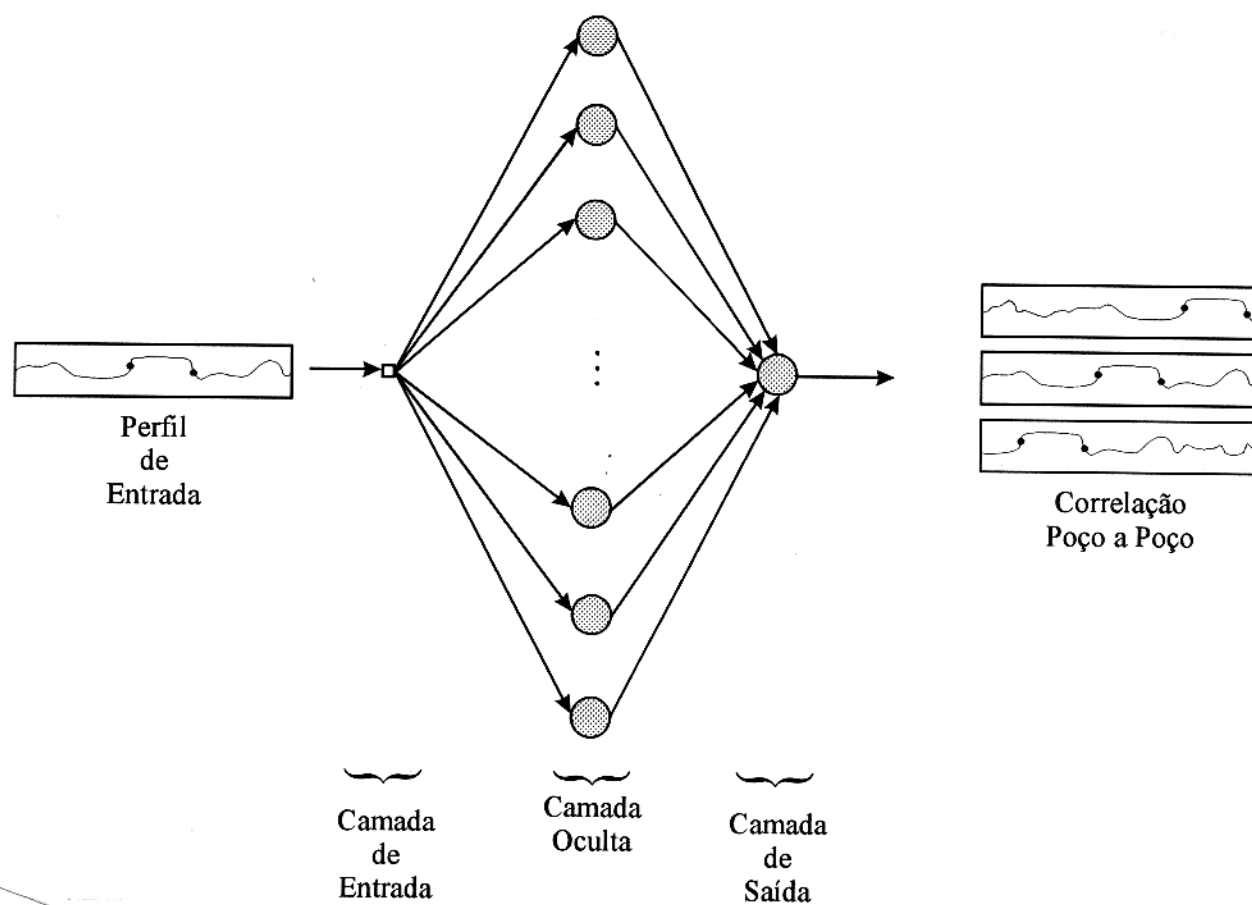 Perfil
de
Entrada
Correlação
Poço a Poço
Camada
de
Entrada
Camada
Oculta
Camada
de
Saída